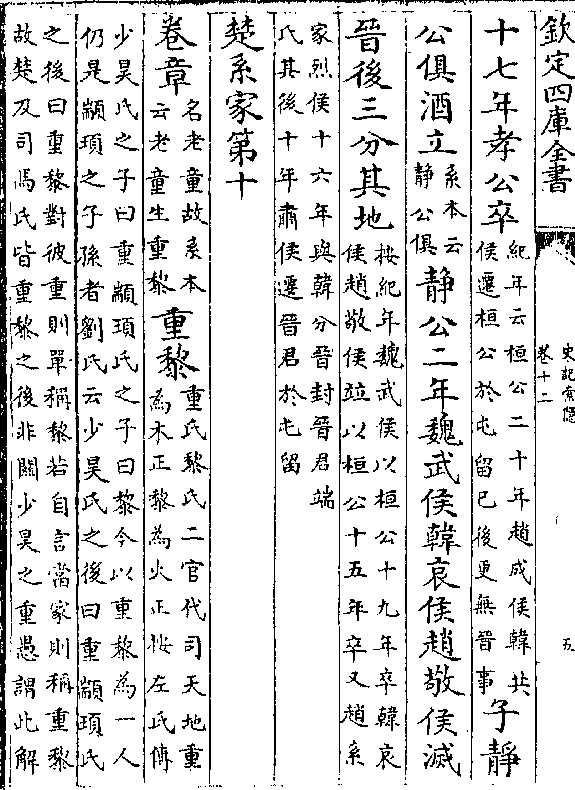 欽定四庫全書
史記索隱
卷十二
五
十七年孝公卒
紀年云桓公二十年趙成侯韓共
侯遷桓公於屯留已後更無晉事
子靜
公俱酒立
系本云
靜公俱
靜公二年魏武侯韓哀侯趙敬侯滅
晉後三分其地
按紀年魏武侯以桓公十九年卒韓哀
侯趙敬侯竝以桓公十五年卒又趙系
家烈侯十六年與韓分晉封晉君端
氏其後十年肅侯遷晉君於屯留
楚系家第十
卷章
名老童故系本
云老童生重黎
重黎
重氏黎氏二官代司天地重
為木正黎為火正按左氏傳
少昊氏之子曰重顓頊氏之子曰黎今以重黎為一人
仍是顓頊之子孫者劉氏云少昊氏之後曰重顓頊氏
之後曰重黎對彼重則單稱黎若自言當家則稱重黎
故楚及司馬氏皆重黎之後非關少昊之重愚謂此解